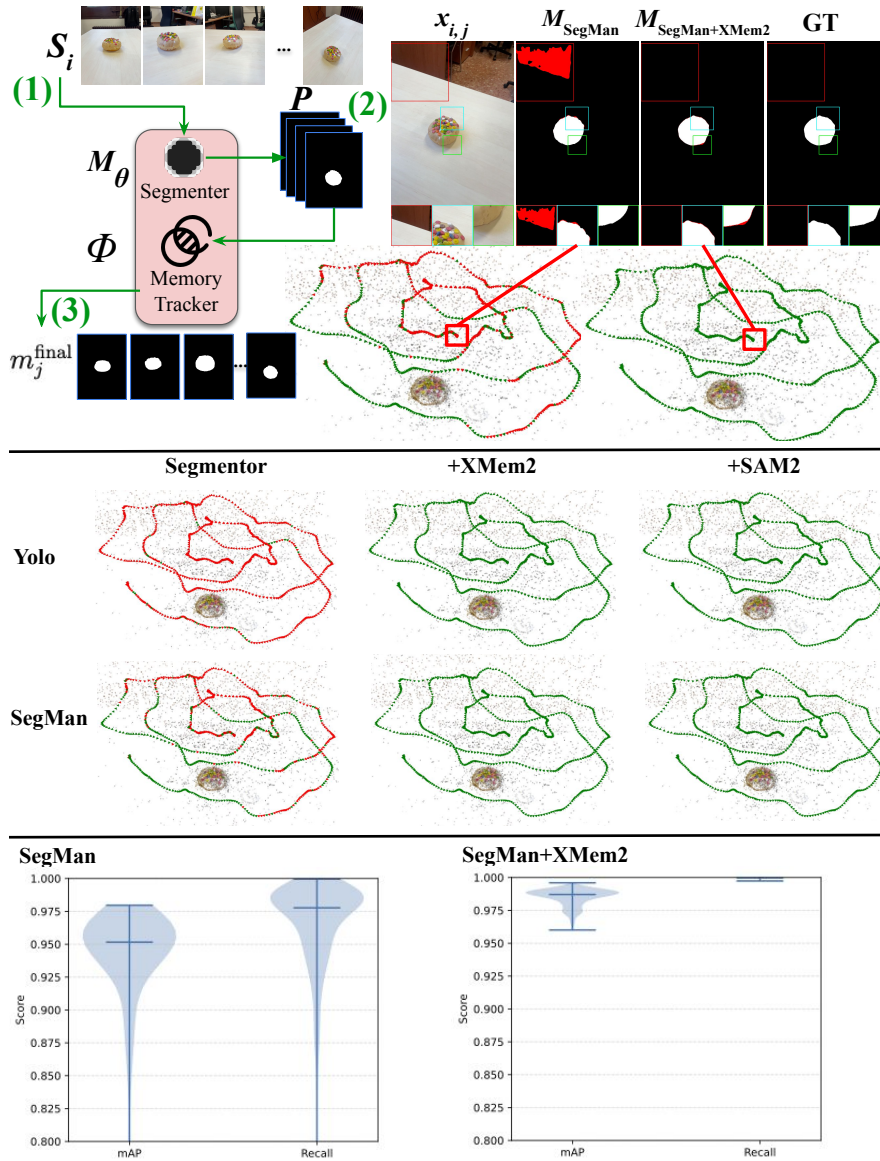 S_i
...
(1)
M_θ
Segmenter
Φ
Memory
Tracker
P
(2)
(3)
m_j^final
...
x_{i,j}
M_SegMan
M_SegMan+XMem2
GT
Segmentor
+XMem2
+SAM2
Yolo
SegMan
SegMan
1.000
0.975
0.950
0.925
0.900
0.875
0.850
0.825
0.800
Score
mAP
Recall
SegMan+XMem2
1.000
0.975
0.950
0.925
0.900
0.875
0.850
0.825
0.800
Score
mAP
Recall